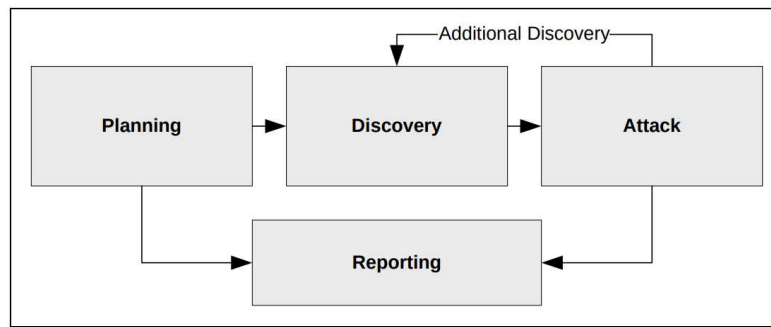 Additional Discovery
Planning
Discovery
Attack
Reporting